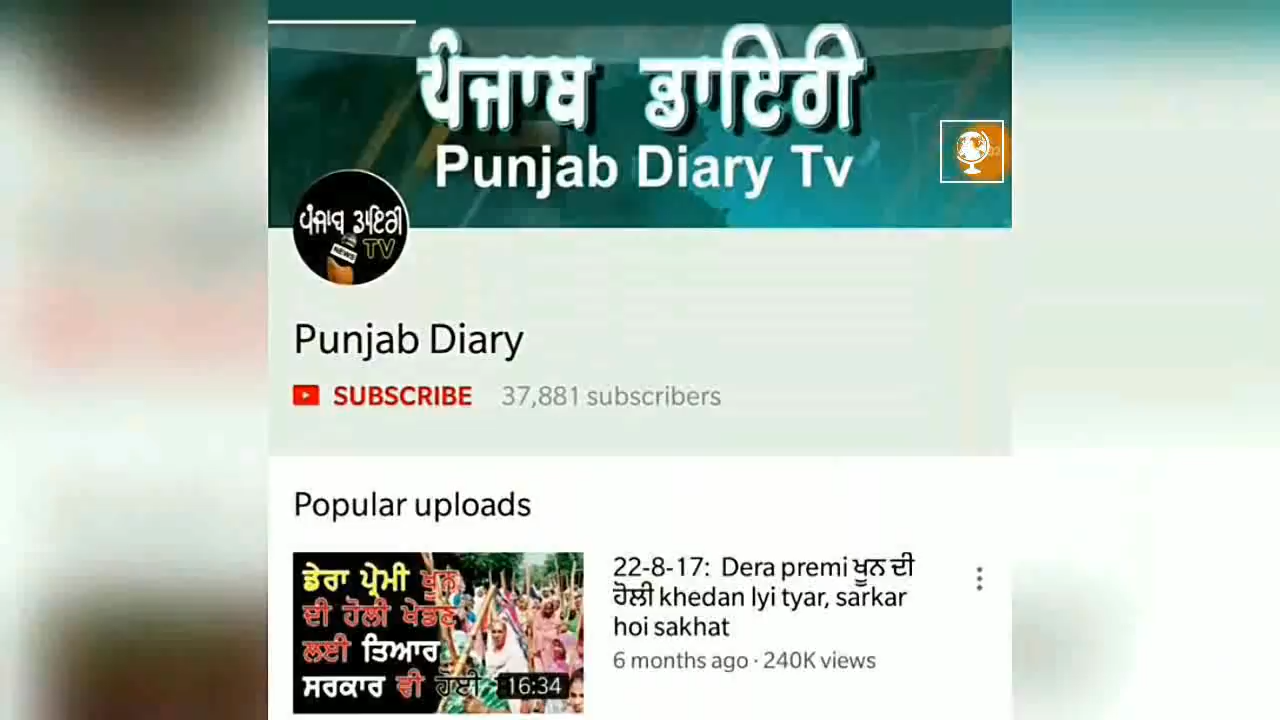 ਪੰਜਾਬ ਡਾਇਰੀ
Punjab Diary Tv
ਪੰਜਾਬ ਡਾਇਰੀ
NEWS TV
Punjab Diary
SUBSCRIBE 37,881 subscribers
Popular uploads
ਡੇਰਾ ਪ੍ਰੇਮੀ ਖੂਨ
ਦੀ ਹੋਲੀ ਖੇਡਣ
ਲਈ ਤਿਆਰ
ਸਰਕਾਰ ਵੀ ਹੋਈ
16:34
22-8-17: Dera premi ਖੂਨ ਦੀ
ਹੋਲੀ khedan lyi tyar, sarkar
hoi sakhat
6 months ago · 240K views